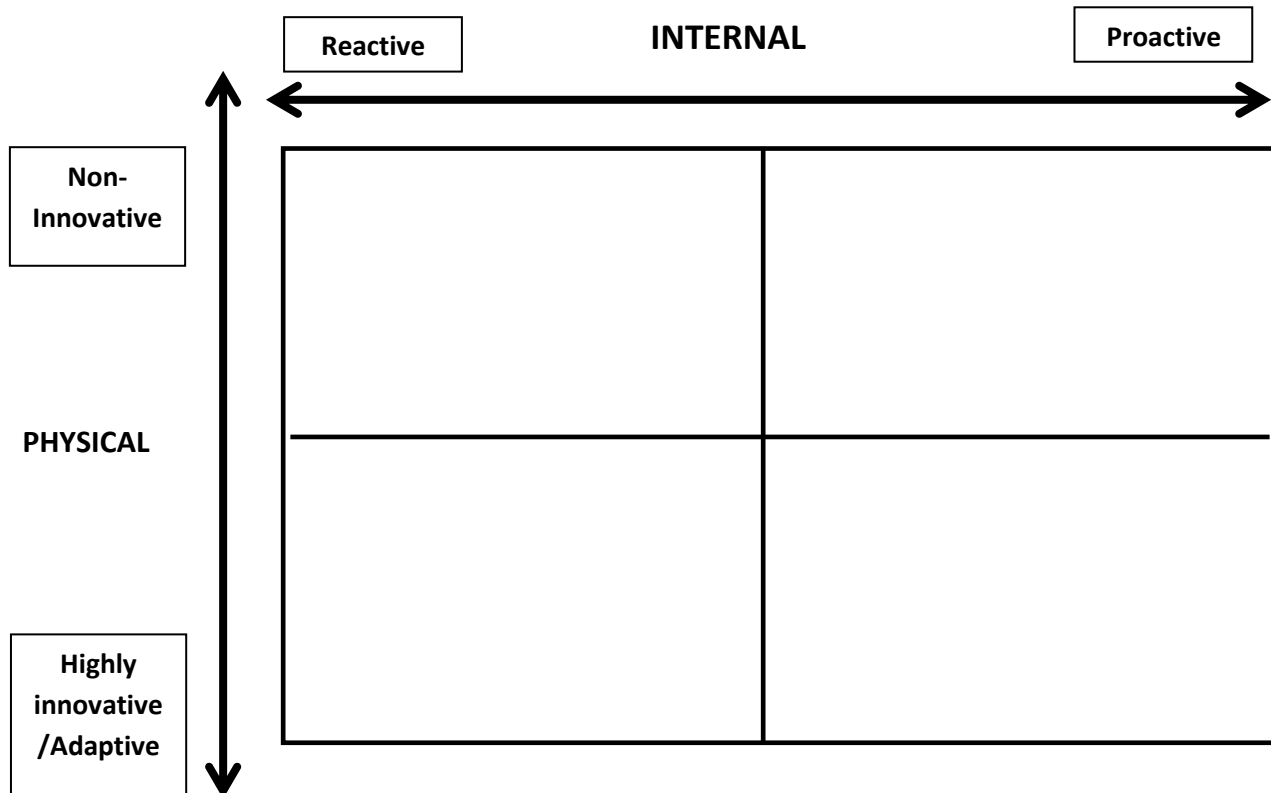 Reactive
INTERNAL
Proactive
Non-
Innovative
PHYSICAL
Highly
innovative
/Adaptive